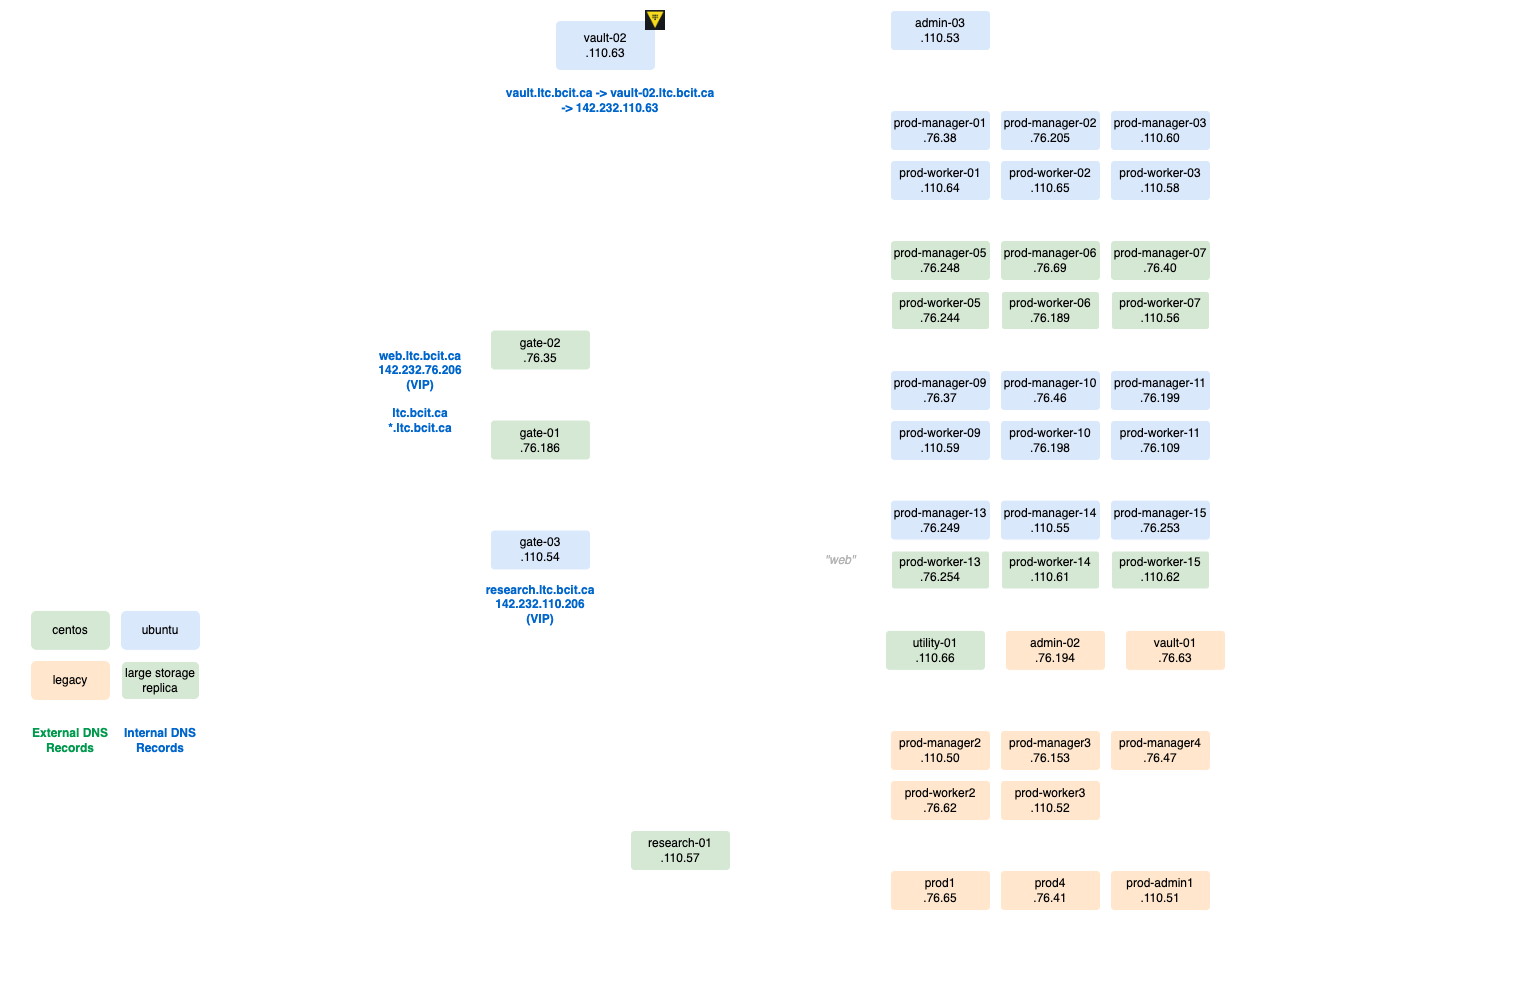 vault-02
.110.63
vault.ltc.bcit.ca -> vault-02.ltc.bcit.ca
-> 142.232.110.63
admin-03
.110.53
prod-manager-01
.76.38
prod-manager-02
.76.205
prod-manager-03
.110.60
prod-worker-01
.110.64
prod-worker-02
.110.65
prod-worker-03
.110.58
prod-manager-05
.76.248
prod-manager-06
.76.69
prod-manager-07
.76.40
prod-worker-05
.76.244
prod-worker-06
.76.189
prod-worker-07
.110.56
web.ltc.bcit.ca
142.232.76.206
(VIP)
ltc.bcit.ca
*.ltc.bcit.ca
gate-02
.76.35
gate-01
.76.186
prod-manager-09
.76.37
prod-manager-10
.76.46
prod-manager-11
.76.199
prod-worker-09
.110.59
prod-worker-10
.76.198
prod-worker-11
.76.109
gate-03
.110.54
research.ltc.bcit.ca
142.232.110.206
(VIP)
"web"
prod-manager-13
.76.249
prod-manager-14
.110.55
prod-manager-15
.76.253
prod-worker-13
.76.254
prod-worker-14
.110.61
prod-worker-15
.110.62
centos
ubuntu
legacy
large storage
replica
External DNS
Records
Internal DNS
Records
utility-01
.110.66
admin-02
.76.194
vault-01
.76.63
prod-manager2
.110.50
prod-manager3
.76.153
prod-manager4
.76.47
prod-worker2
.76.62
prod-worker3
.110.52
research-01
.110.57
prod1
.76.65
prod4
.76.41
prod-admin1
.110.51